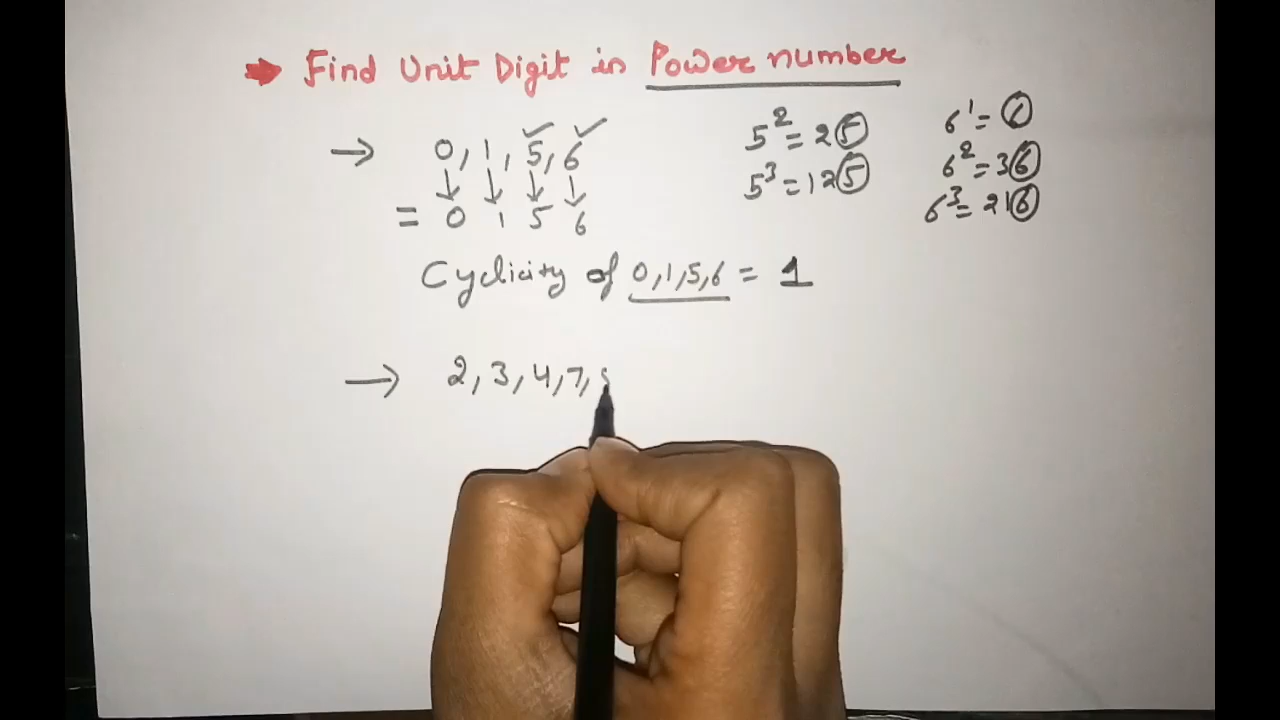 → Find Unit Digit in Power number
→ 0, 1, 5, 6
= 0 1 5 6
5² = 25
5³ = 125
6¹ = 6
6² = 36
6³ = 216
Cyclicity of 0,1,5,6 = 1
→ 2, 3, 4, 7,